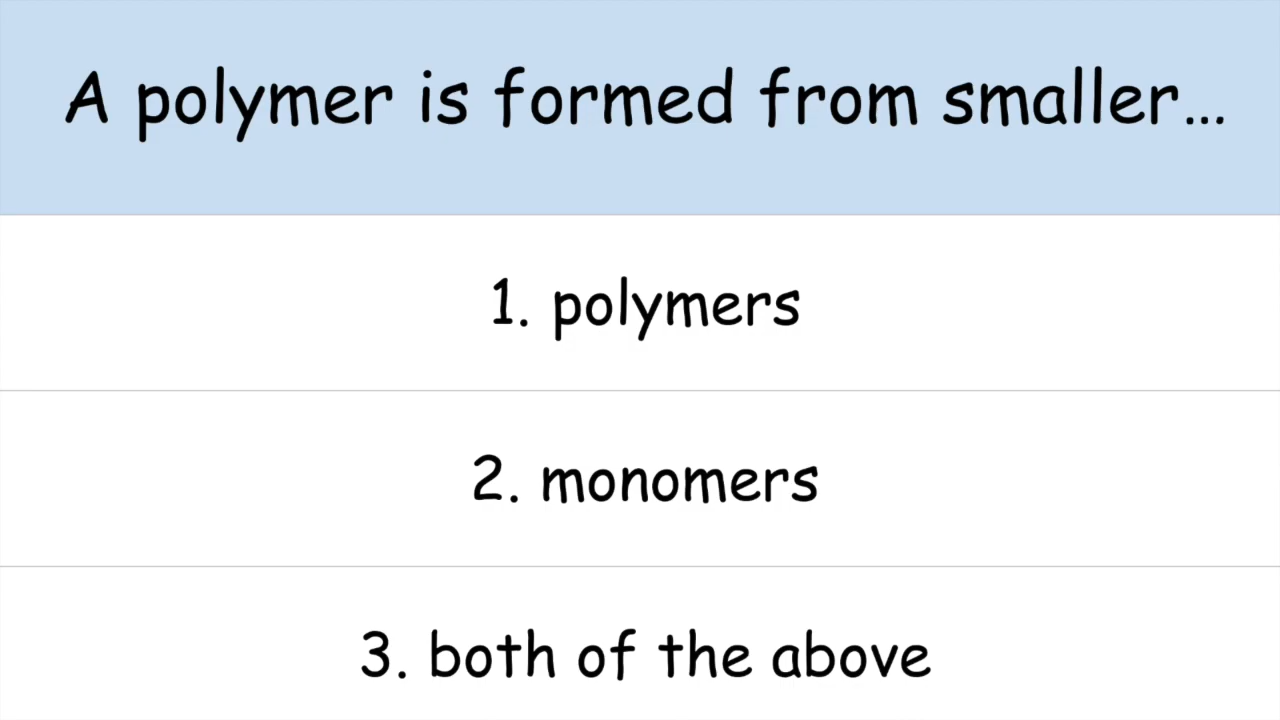 A polymer is formed from smaller...
1. polymers
2. monomers
3. both of the above